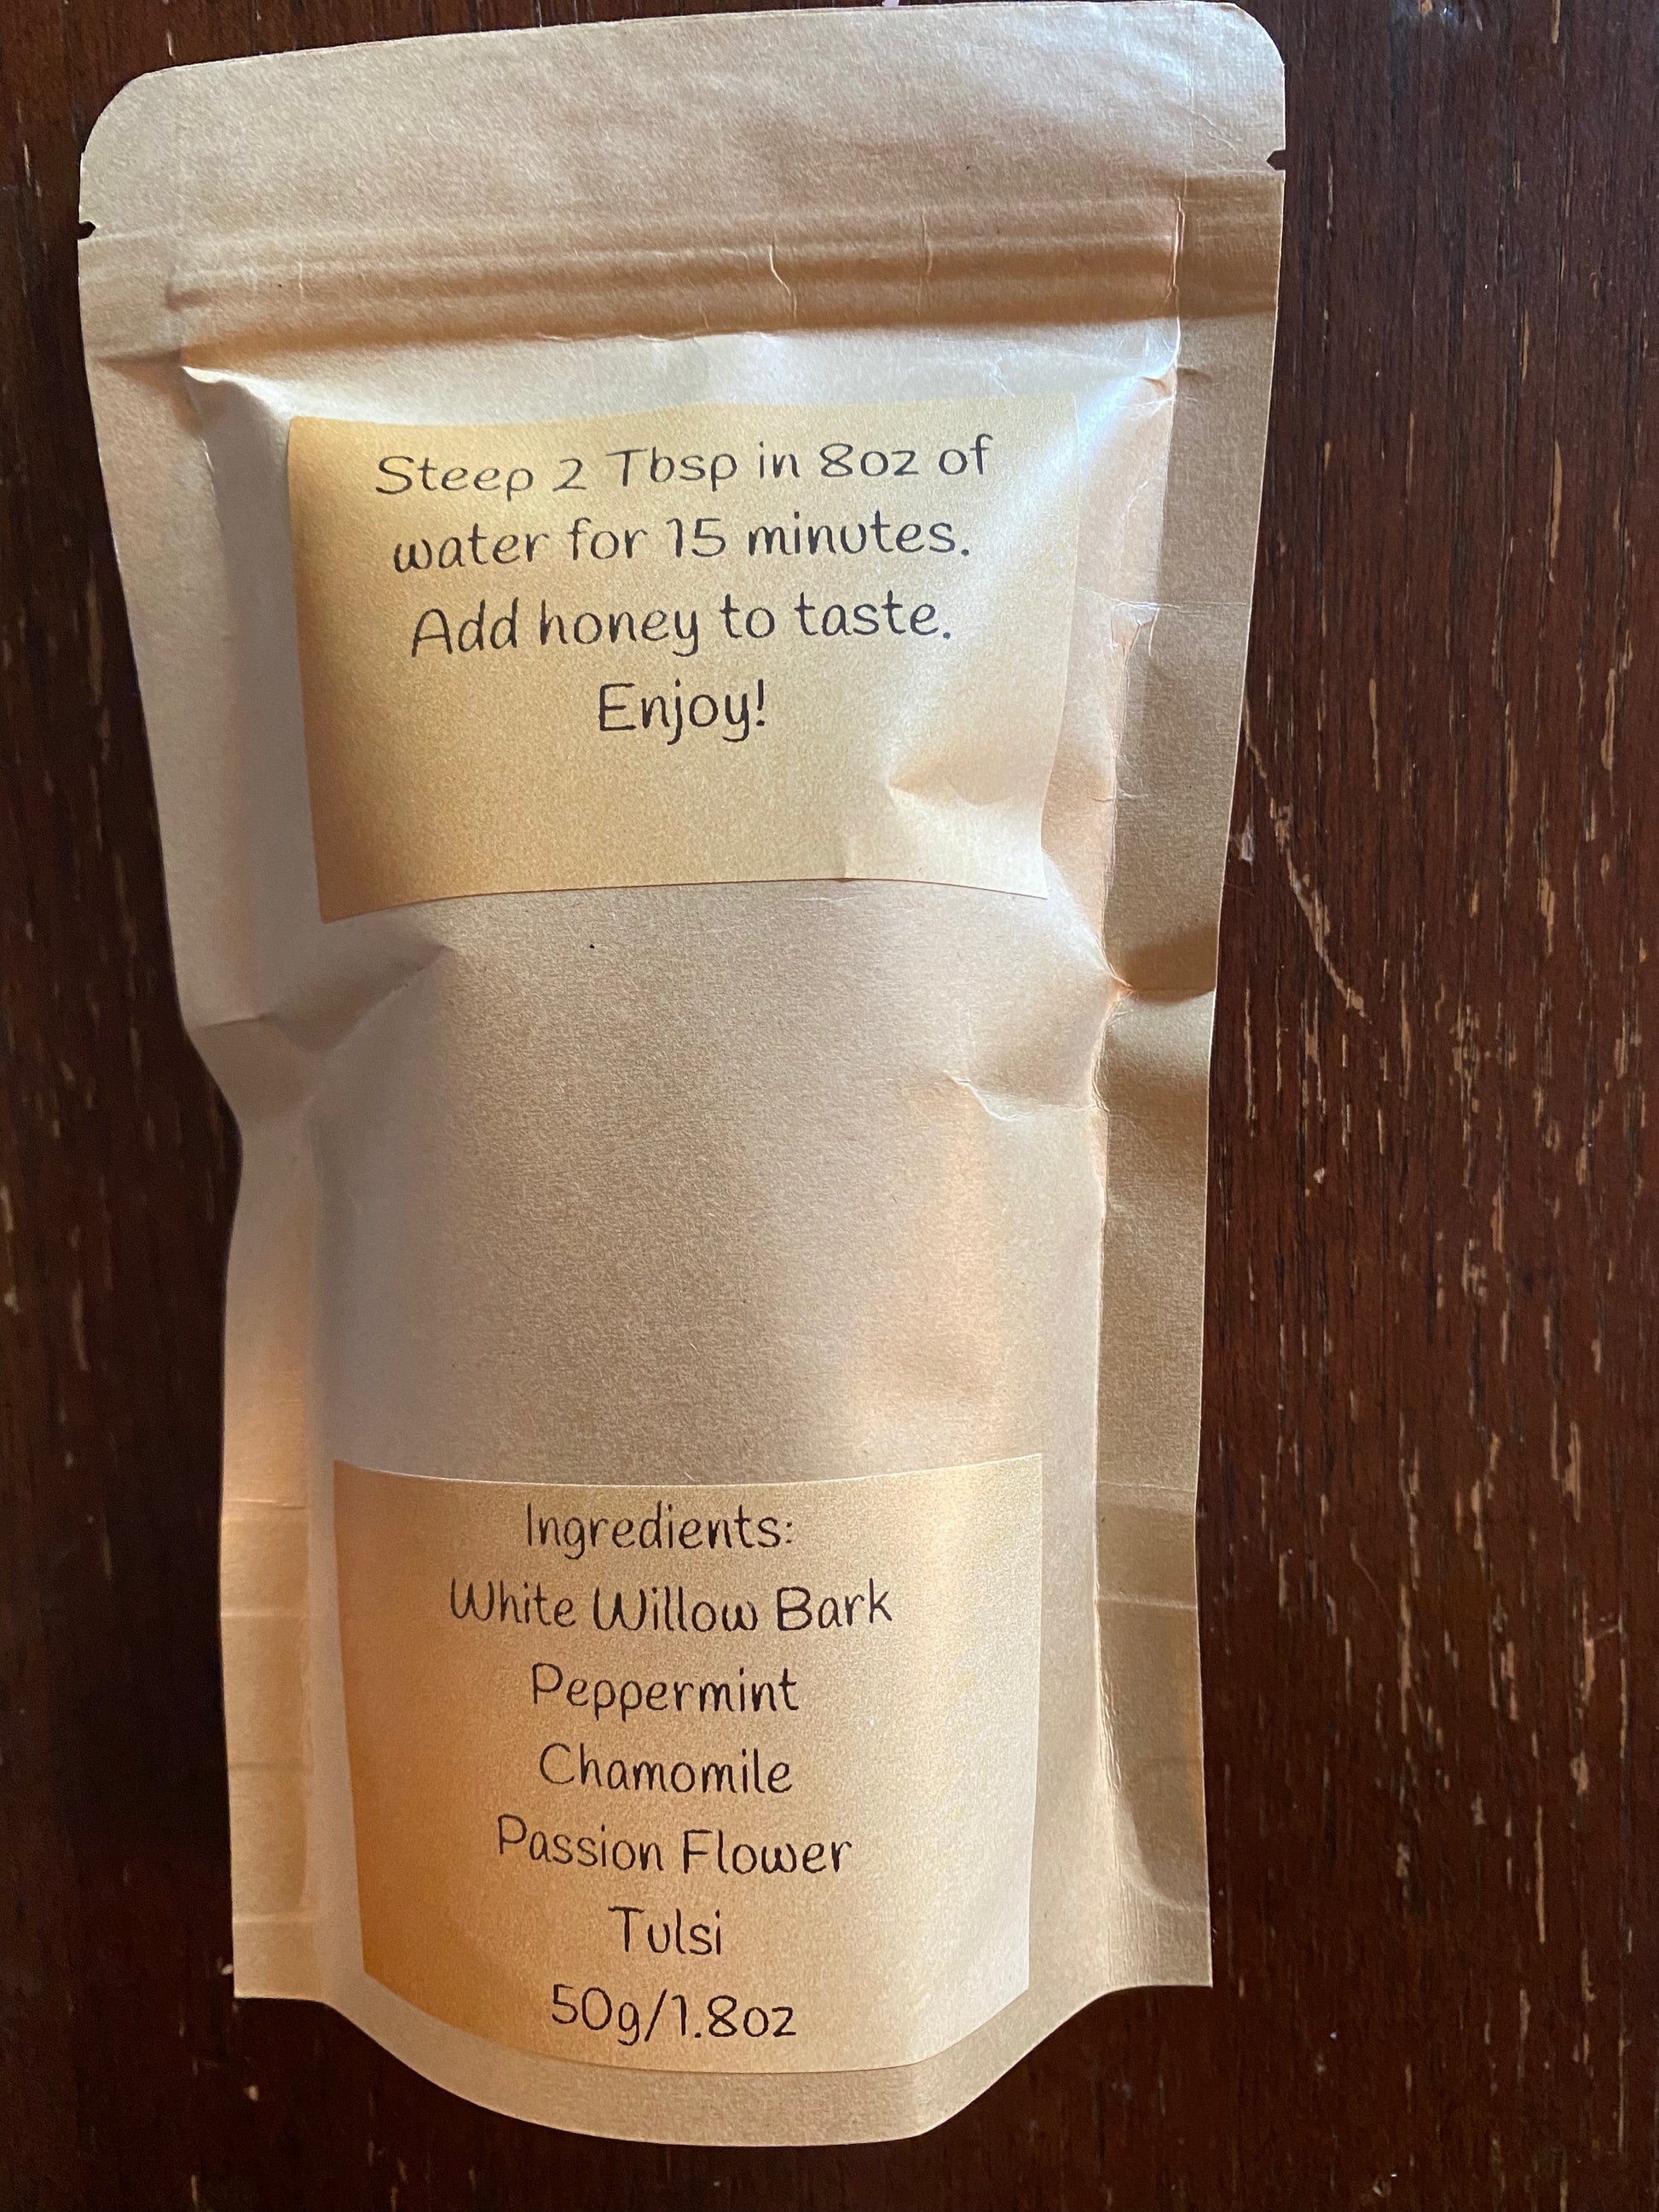 Steep 2 Tbsp in 8oz of
water for 15 minutes.
Add honey to taste.
Enjoy!
Ingredients:
White Willow Bark
Peppermint
Chamomile
Passion Flower
Tulsi
50g/1.8oz